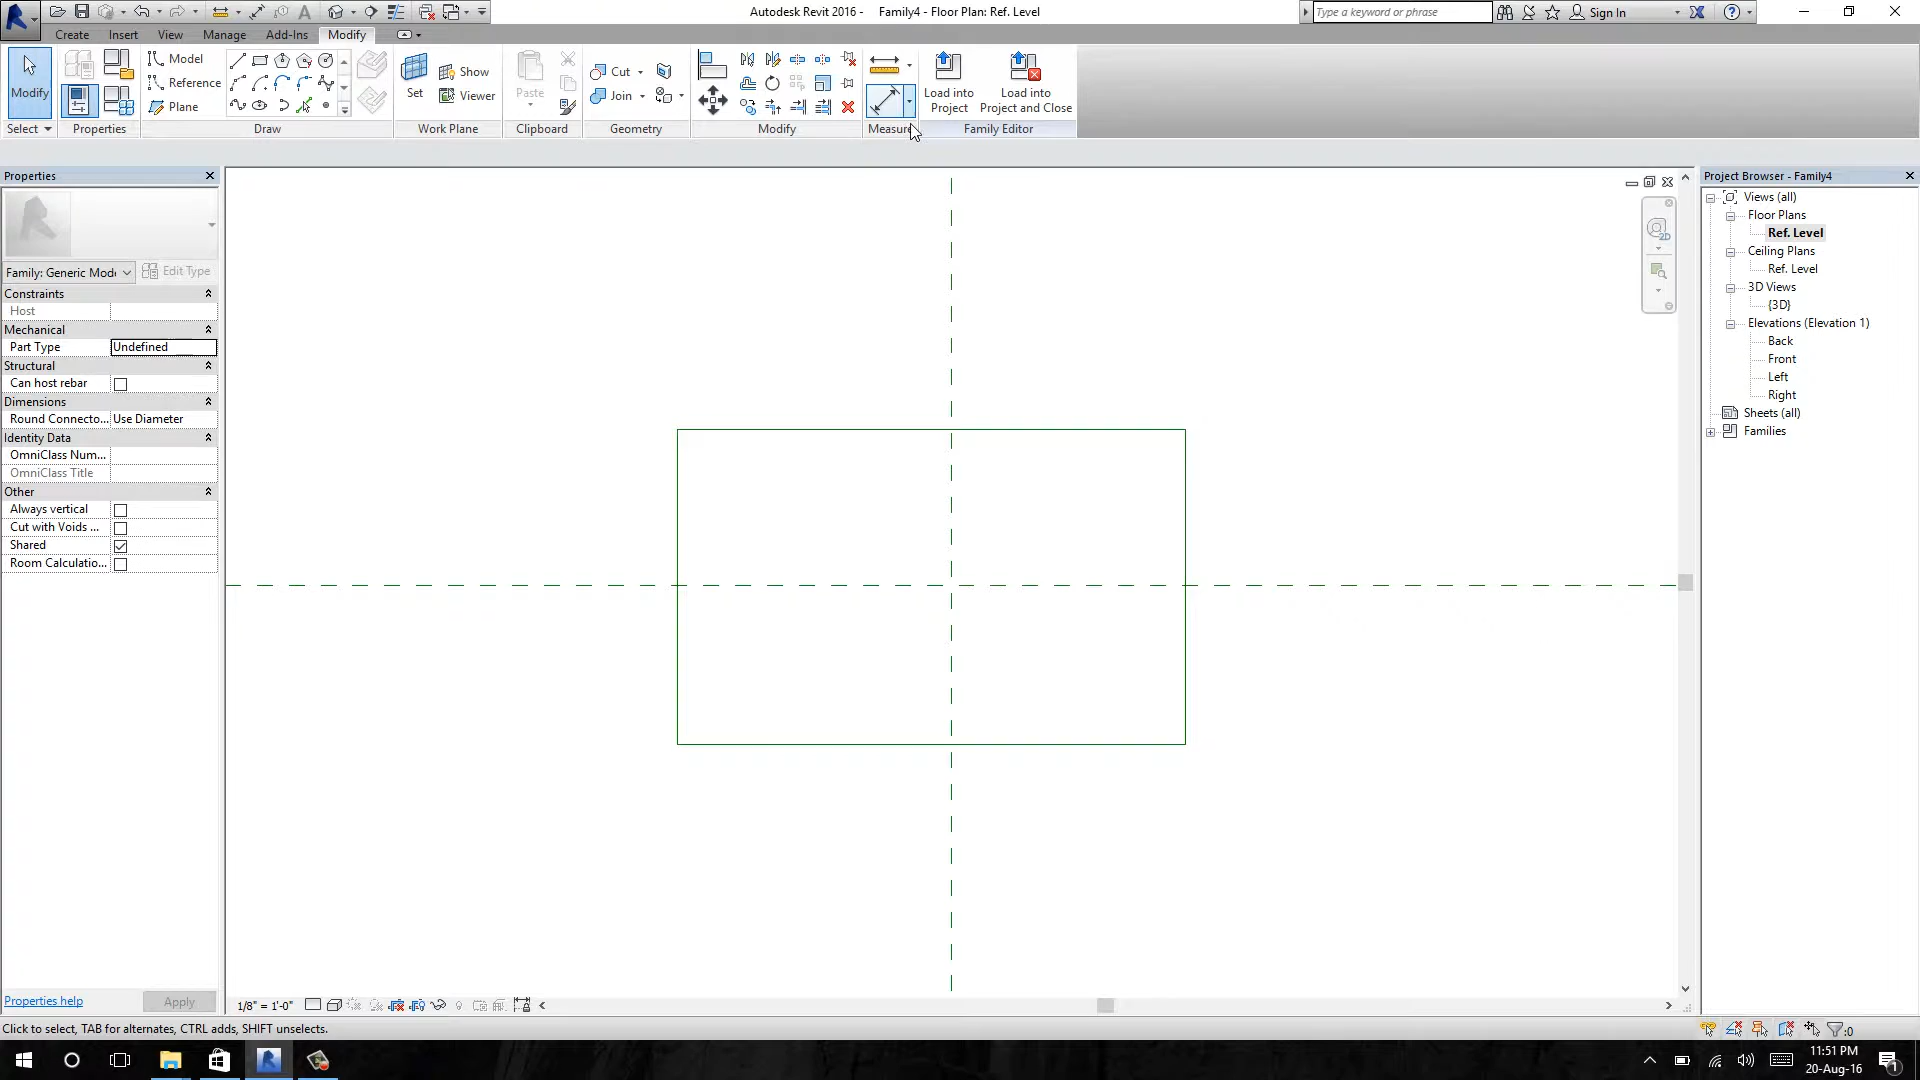 Autodesk Revit 2016 -     Family4 - Floor Plan: Ref. Level
Type a keyword or phrase
Sign In
Create
Insert
View
Manage
Add-Ins
Modify
Modify
Model
Reference
Plane
Set
Show
Viewer
Paste
Cut
Join
Load into
Project
Load into
Project and Close
Select
Properties
Draw
Work Plane
Clipboard
Geometry
Modify
Measure
Family Editor
Properties
Family: Generic Mode
Edit Type
Constraints
Host
Mechanical
Part Type
Undefined
Structural
Can host rebar
Dimensions
Round Connecto...
Use Diameter
Identity Data
OmniClass Num...
OmniClass Title
Other
Always vertical
Cut with Voids ...
Shared
Room Calculatio...
Properties help
Apply
2D
Project Browser - Family4
Views (all)
Floor Plans
Ref. Level
Ceiling Plans
Ref. Level
3D Views
{3D}
Elevations (Elevation 1)
Back
Front
Left
Right
Sheets (all)
Families
1/8" = 1'-0"
Click to select, TAB for alternates, CTRL adds, SHIFT unselects.
:0
11:51 PM
20-Aug-16
1